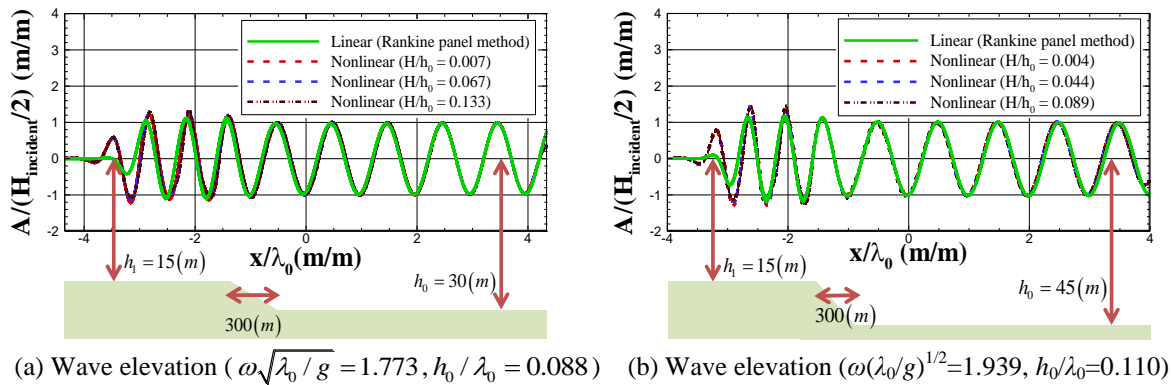 A/(H_incident/2) (m/m)
4
3
2
1
0
-1
-2
Linear (Rankine panel method)
Nonlinear (H/h₀ = 0.007)
Nonlinear (H/h₀ = 0.067)
Nonlinear (H/h₀ = 0.133)
-4
-2
0
2
4
x/λ₀ (m/m)
h₁ = 15(m)
h₀ = 30(m)
300(m)
(a) Wave elevation ( ω√(λ₀ / g) = 1.773, h₀ / λ₀ = 0.088)
A/(H_incident/2) (m/m)
4
3
2
1
0
-1
-2
Linear (Rankine panel method)
Nonlinear (H/h₀ = 0.004)
Nonlinear (H/h₀ = 0.044)
Nonlinear (H/h₀ = 0.089)
-4
-2
0
2
4
x/λ₀ (m/m)
h₁ = 15(m)
h₀ = 45(m)
300(m)
(b) Wave elevation (ω(λ₀/g)^1/2=1.939, h₀/λ₀=0.110)